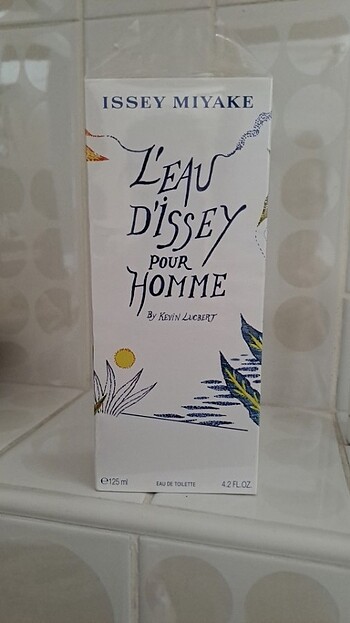 ISSEY MIYAKE
L'EAU
D'ISSEY
POUR
HOMME
BY KEVIN LUCBERT
℮125 ml EAU DE TOILETTE 4.2 FL.OZ.